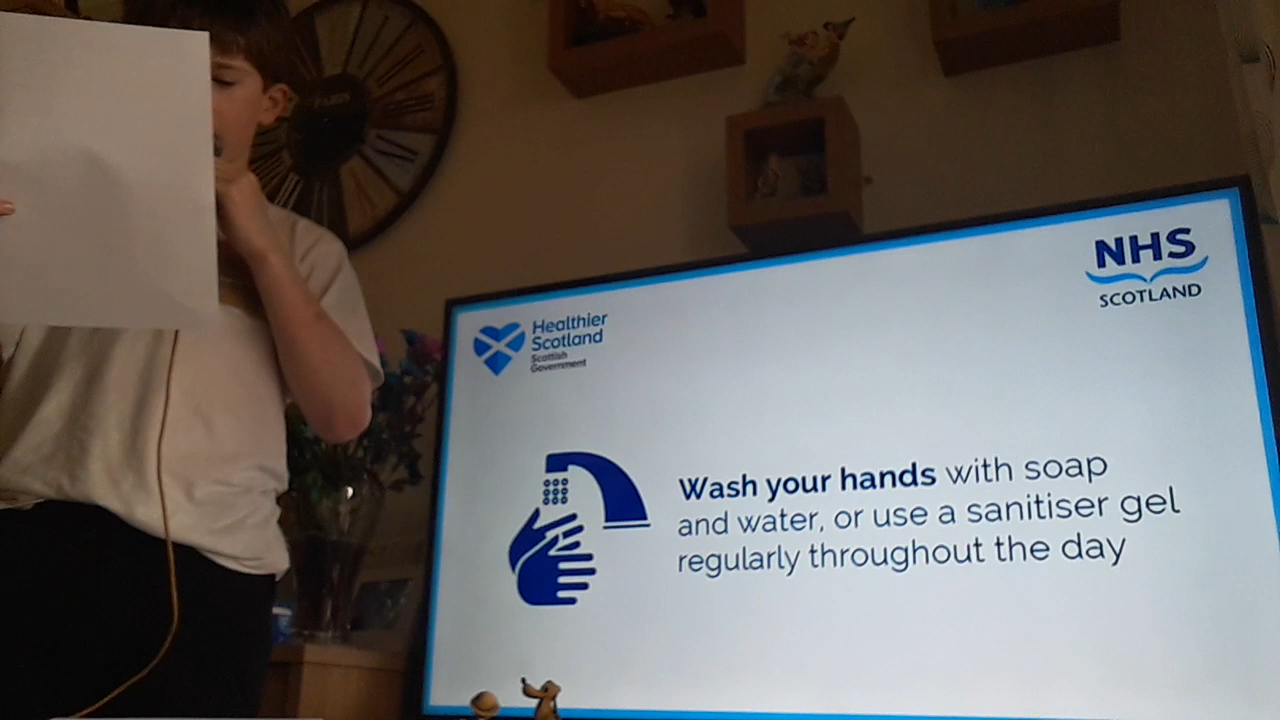 PARIS
NHS
SCOTLAND
Healthier
Scotland
Scottish
Government
Wash your hands with soap
and water, or use a sanitiser gel
regularly throughout the day